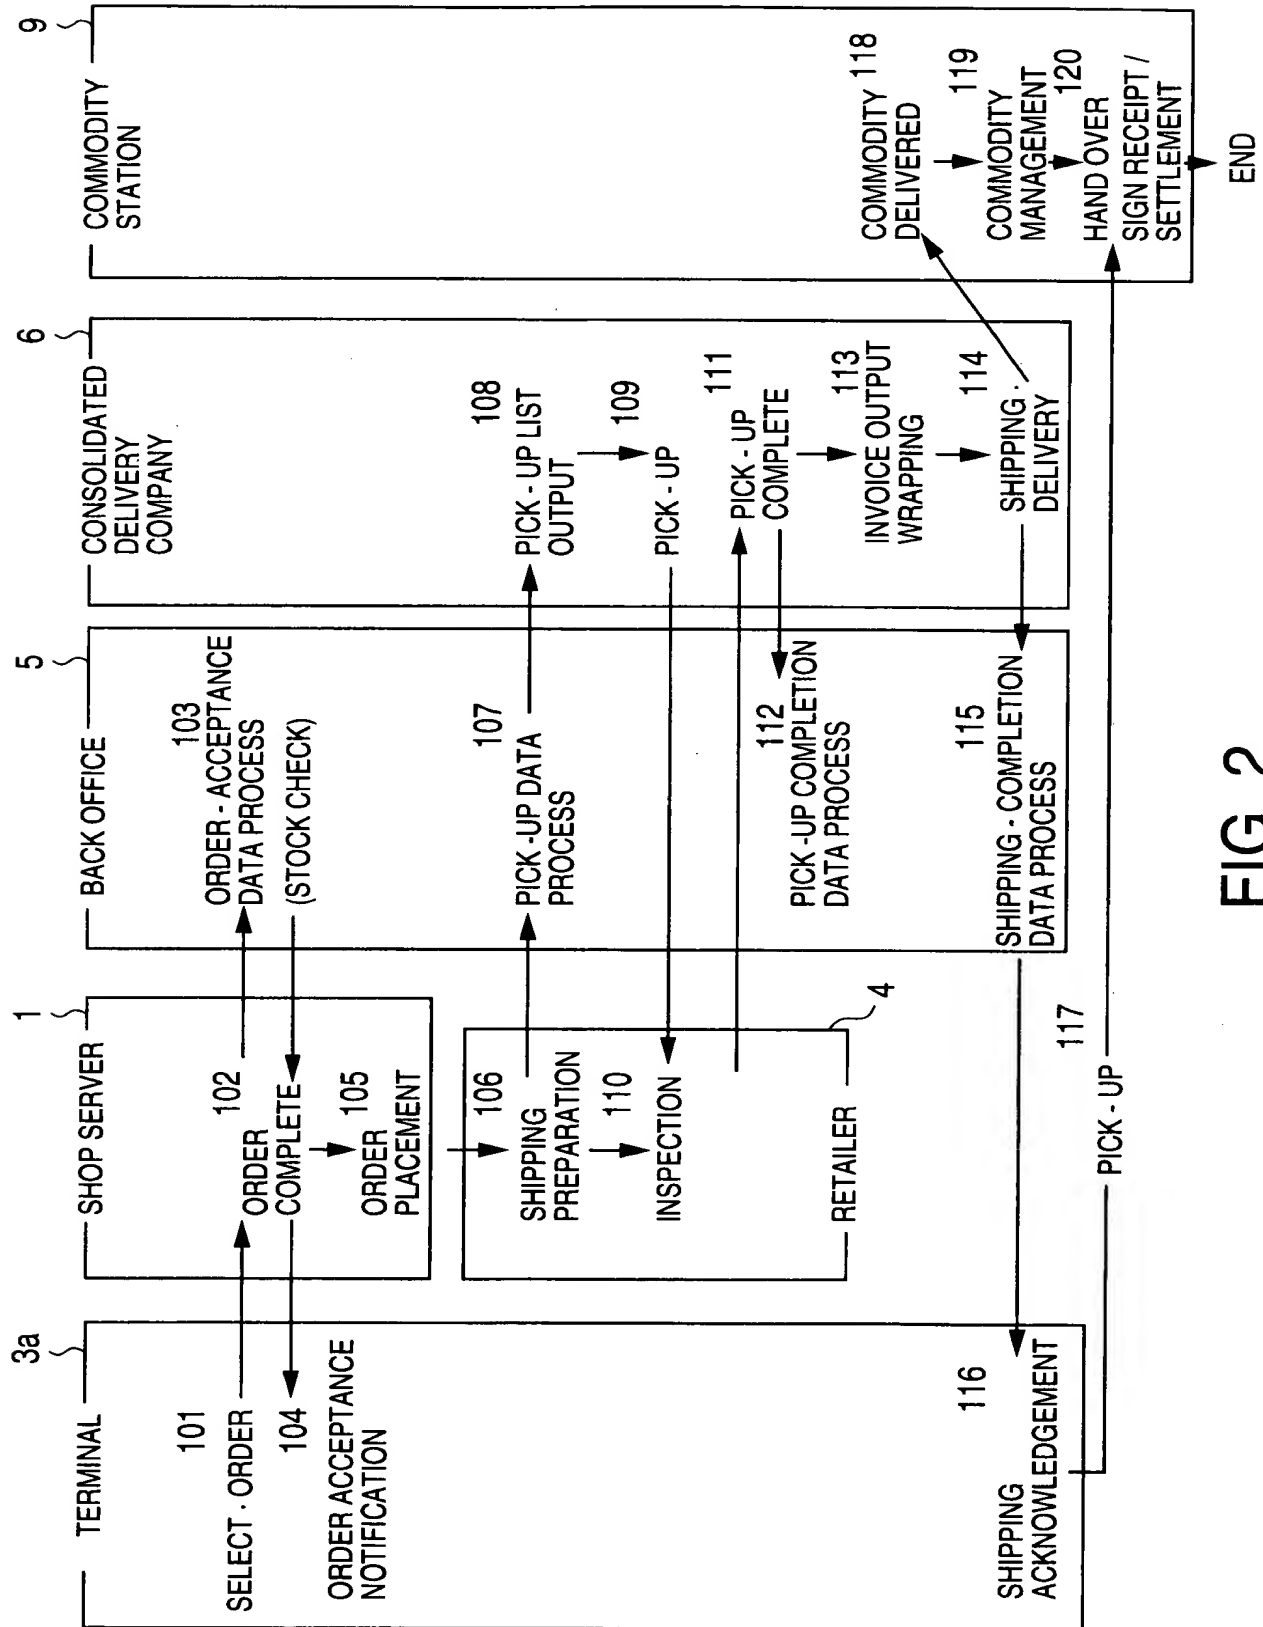 TERMINAL
3a
101
SELECT · ORDER
104
ORDER ACCEPTANCE
NOTIFICATION
116
SHIPPING
ACKNOWLEDGEMENT
SHOP SERVER
1
102
ORDER
COMPLETE
105
ORDER
PLACEMENT
106
SHIPPING
PREPARATION
110
INSPECTION
RETAILER
4
117
PICK - UP
BACK OFFICE
5
103
ORDER - ACCEPTANCE
DATA PROCESS
(STOCK CHECK)
107
PICK -UP DATA
PROCESS
112
PICK -UP COMPLETION
DATA PROCESS
115
SHIPPING - COMPLETION
DATA PROCESS
CONSOLIDATED
DELIVERY
COMPANY
6
108
PICK - UP LIST
OUTPUT
109
PICK - UP
111
PICK - UP
COMPLETE
113
INVOICE OUTPUT
WRAPPING
114
SHIPPING ·
DELIVERY
COMMODITY
STATION
9
118
COMMODITY
DELIVERED
119
COMMODITY
MANAGEMENT
120
HAND OVER
SIGN RECEIPT /
SETTLEMENT
END
FIG. 2